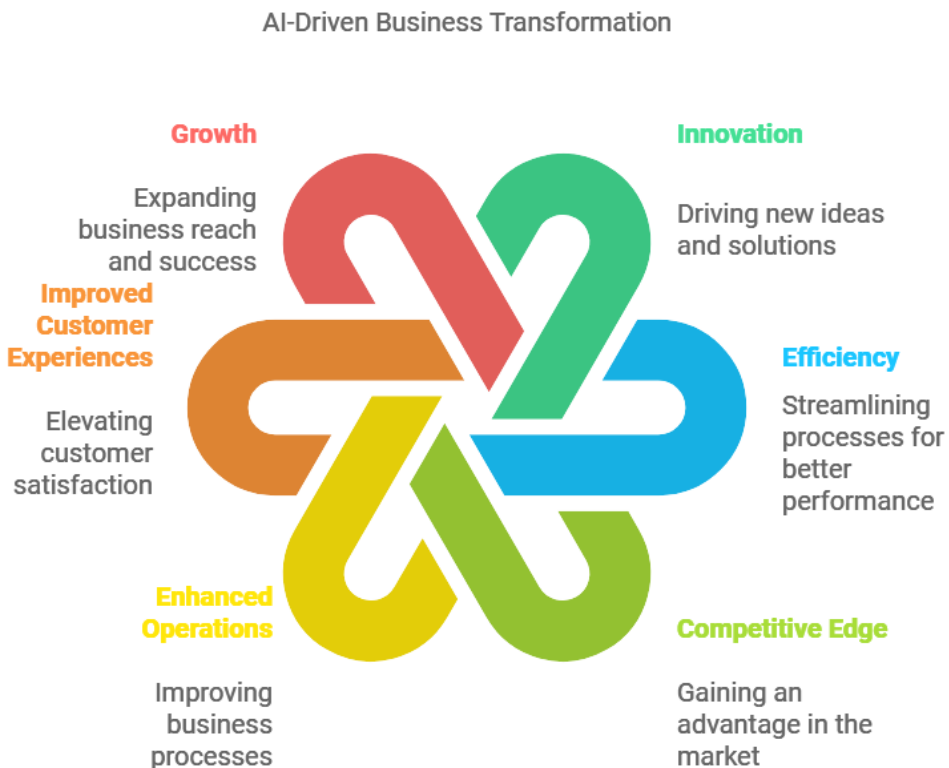 AI-Driven Business Transformation
Growth
Expanding
business reach
and success
Innovation
Driving new ideas
and solutions
Improved
Customer
Experiences
Elevating
customer
satisfaction
Efficiency
Streamlining
processes for
better
performance
Enhanced
Operations
Improving
business
processes
Competitive Edge
Gaining an
advantage in the
market